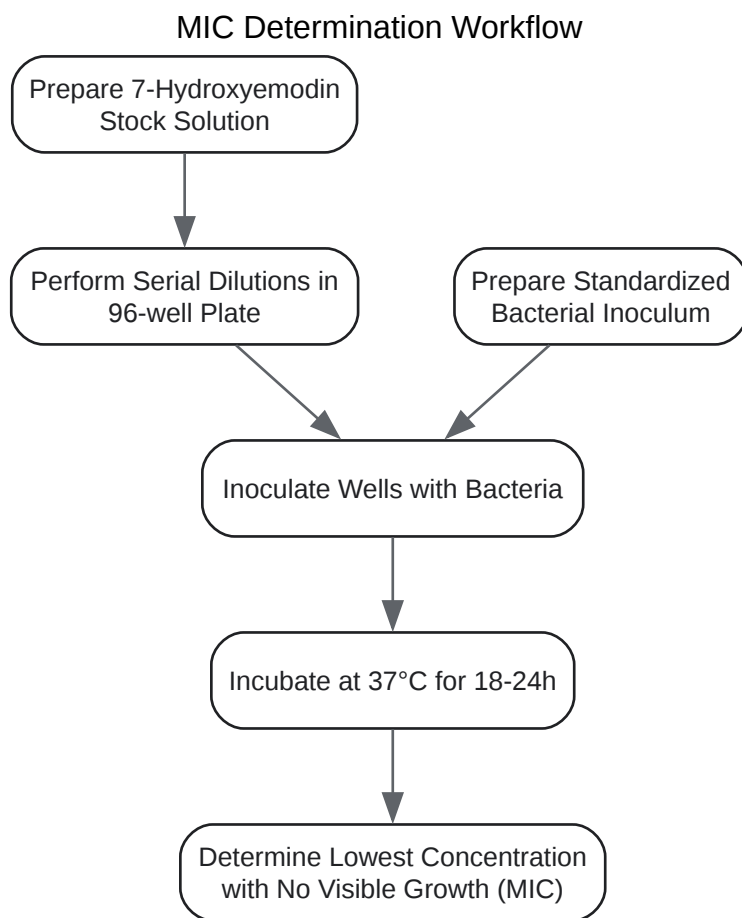 MIC Determination Workflow
Prepare 7-Hydroxyemodin
Stock Solution
Perform Serial Dilutions in
96-well Plate
Prepare Standardized
Bacterial Inoculum
Inoculate Wells with Bacteria
Incubate at 37°C for 18-24h
Determine Lowest Concentration
with No Visible Growth (MIC)